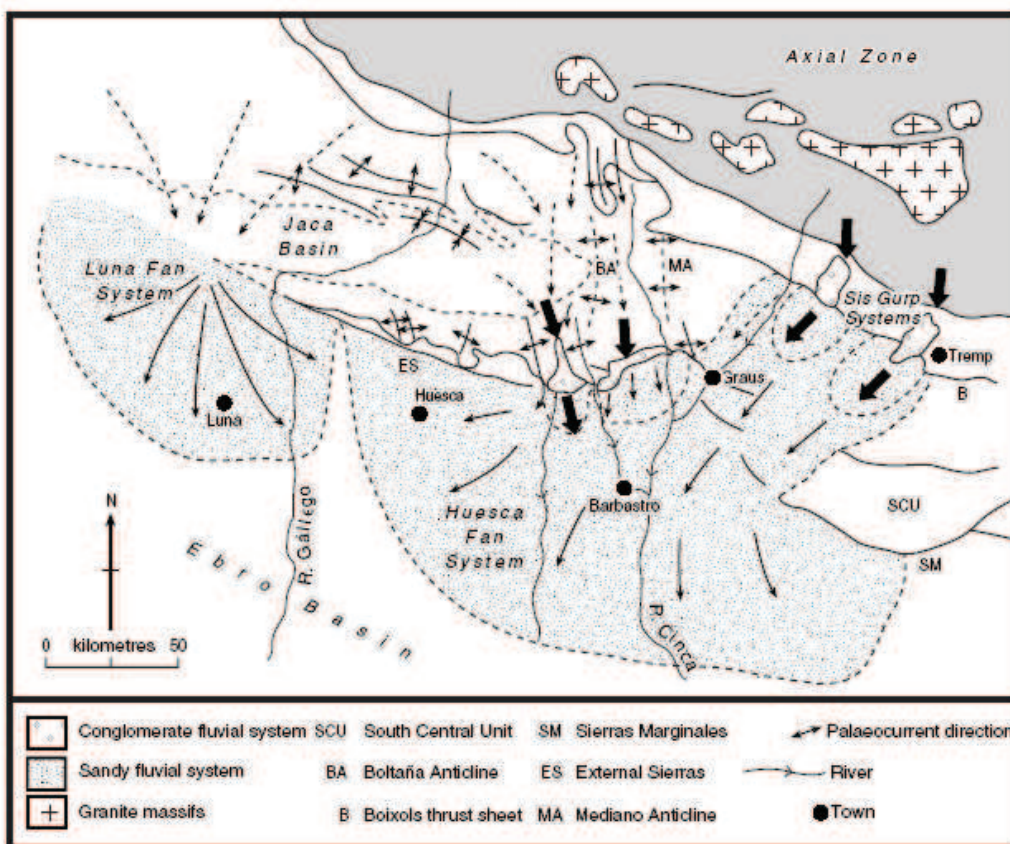 Axial Zone
Jaca
Basin
Luna Fan
System
BA
MA
Sis Gurp
Systems
Tremp
ES
Graus
B
Huesca
Luna
SCU
Barbastro
N
Huesca
Fan
System
SM
R. Gállego
Ebro Basin
R. Cinca
0 kilometres 50
Conglomerate fluvial system SCU South Central Unit SM Sierras Marginales Palaeocurrent direction
Sandy fluvial system BA Boltaña Anticline ES External Sierras River
Granite massifs B Boixols thrust sheet MA Mediano Anticline Town